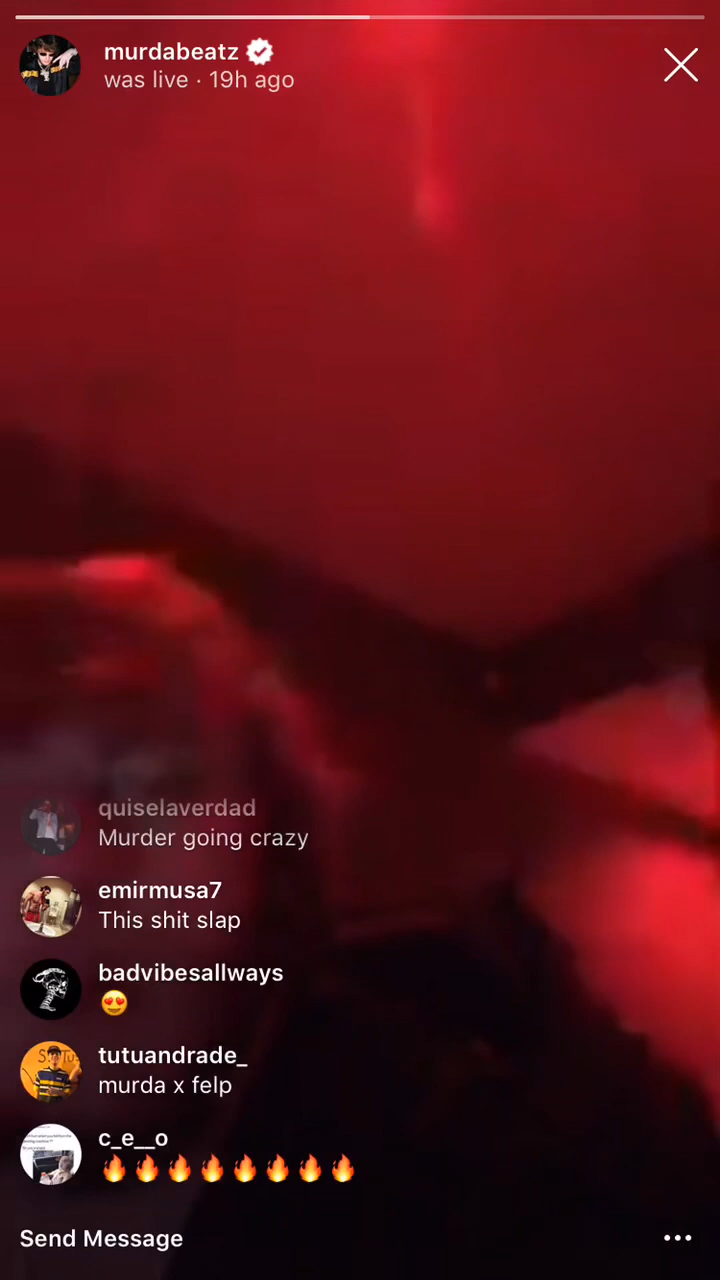 murdabeatz
was live · 19h ago
quiselaverdad
Murder going crazy
emirmusa7
This shit slap
badvibesallways
😍
tutuandrade_
murda x felp
c_e__o
🔥🔥🔥🔥🔥🔥🔥🔥
Send Message